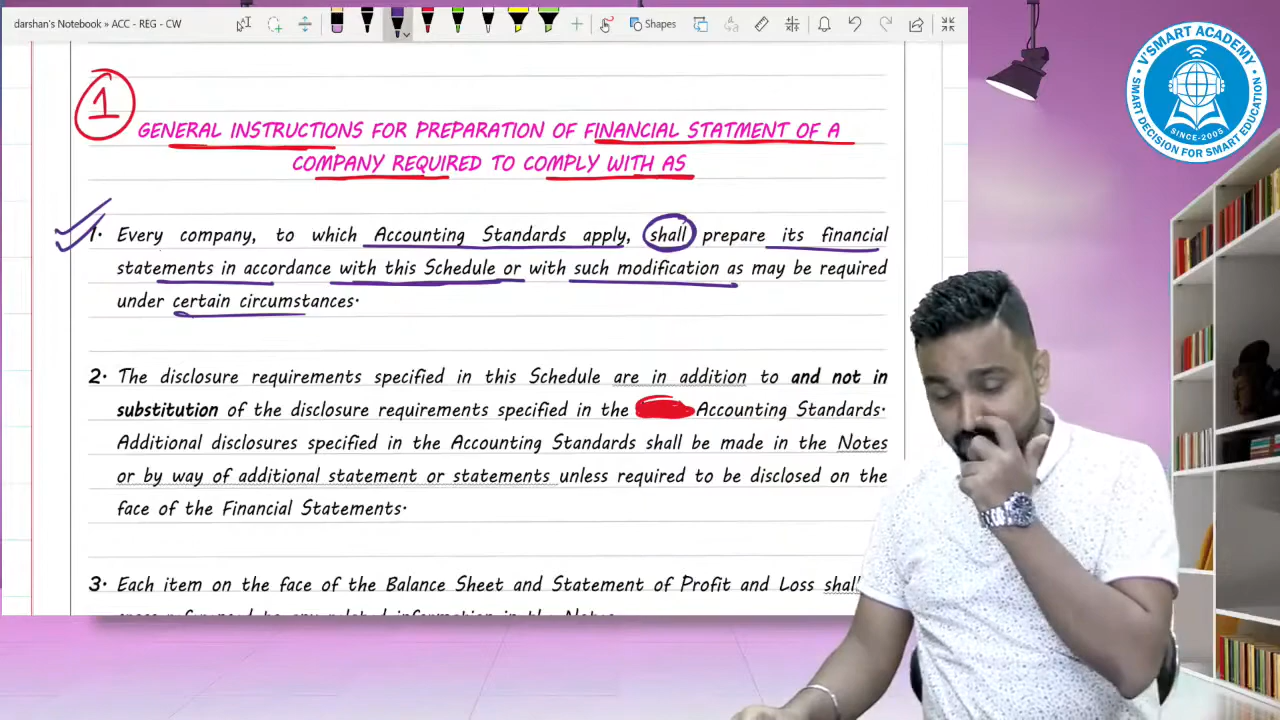 darshan's Notebook » ACC - REG - CW
Shapes
V'SMART ACADEMY
SINCE-2005
SMART DECISION FOR SMART EDUCATION
1
GENERAL INSTRUCTIONS FOR PREPARATION OF FINANCIAL STATMENT OF A
COMPANY REQUIRED TO COMPLY WITH AS
1. Every company, to which Accounting Standards apply, shall prepare its financial
statements in accordance with this Schedule or with such modification as may be required
under certain circumstances.
2. The disclosure requirements specified in this Schedule are in addition to and not in
substitution of the disclosure requirements specified in the Accounting Standards.
Additional disclosures specified in the Accounting Standards shall be made in the Notes
or by way of additional statement or statements unless required to be disclosed on the
face of the Financial Statements.
3. Each item on the face of the Balance Sheet and Statement of Profit and Loss shall